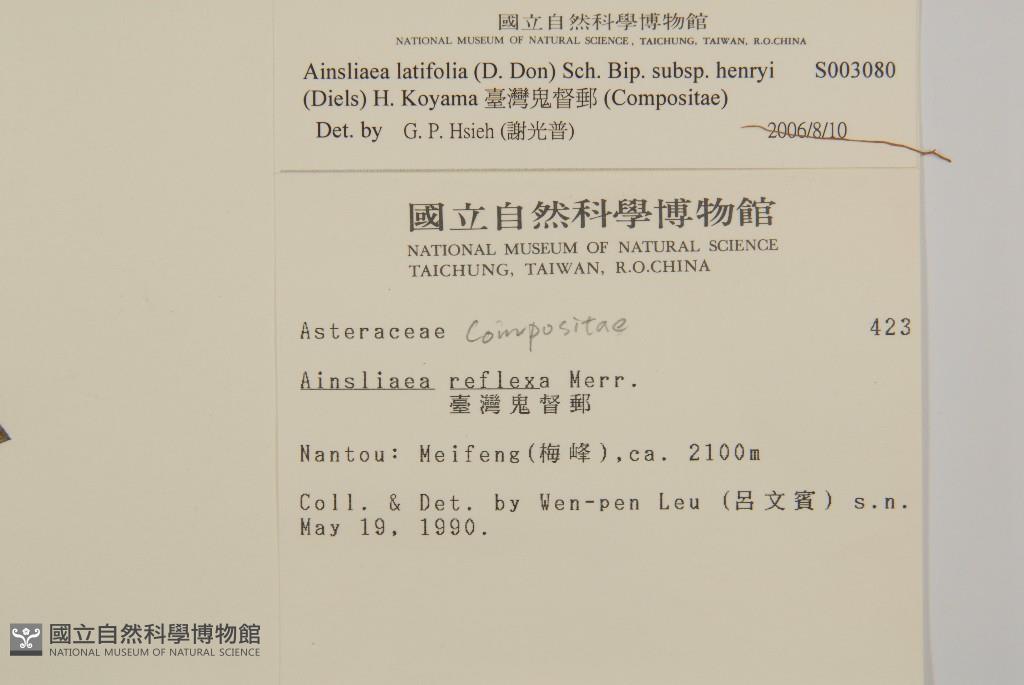 國立自然科學博物館
NATIONAL MUSEUM OF NATURAL SCIENCE, TAICHUNG, TAIWAN, R.O.CHINA
Ainsliaea latifolia (D. Don) Sch. Bip. subsp. henryi S003080
(Diels) H. Koyama 臺灣鬼督郵 (Compositae)
Det. by G. P. Hsieh (謝光普) 2006/8/10
國立自然科學博物館
NATIONAL MUSEUM OF NATURAL SCIENCE
TAICHUNG, TAIWAN, R.O.CHINA
Asteraceae Compositae 423
Ainsliaea reflexa Merr.
臺灣鬼督郵
Nantou: Meifeng(梅峰),ca. 2100m
Coll. & Det. by Wen-pen Leu (呂文賓) s.n.
May 19, 1990.
國立自然科學博物館
NATIONAL MUSEUM OF NATURAL SCIENCE